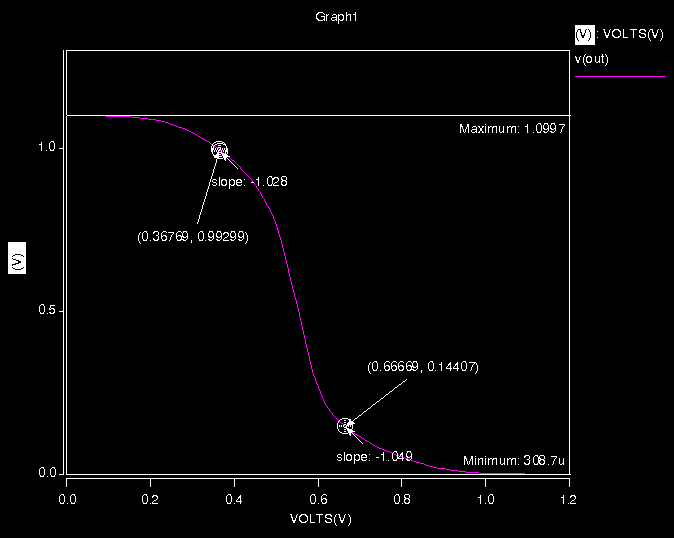 Graph1
(V) : VOLTS(V)
v(out)
Maximum: 1.0997
1.0
slope: -1.028
(0.36769, 0.99299)
(V)
0.5
(0.66669, 0.14407)
slope: -1.049
Minimum: 308.7u
0.0
0.0 0.2 0.4 0.6 0.8 1.0 1.2
VOLTS(V)